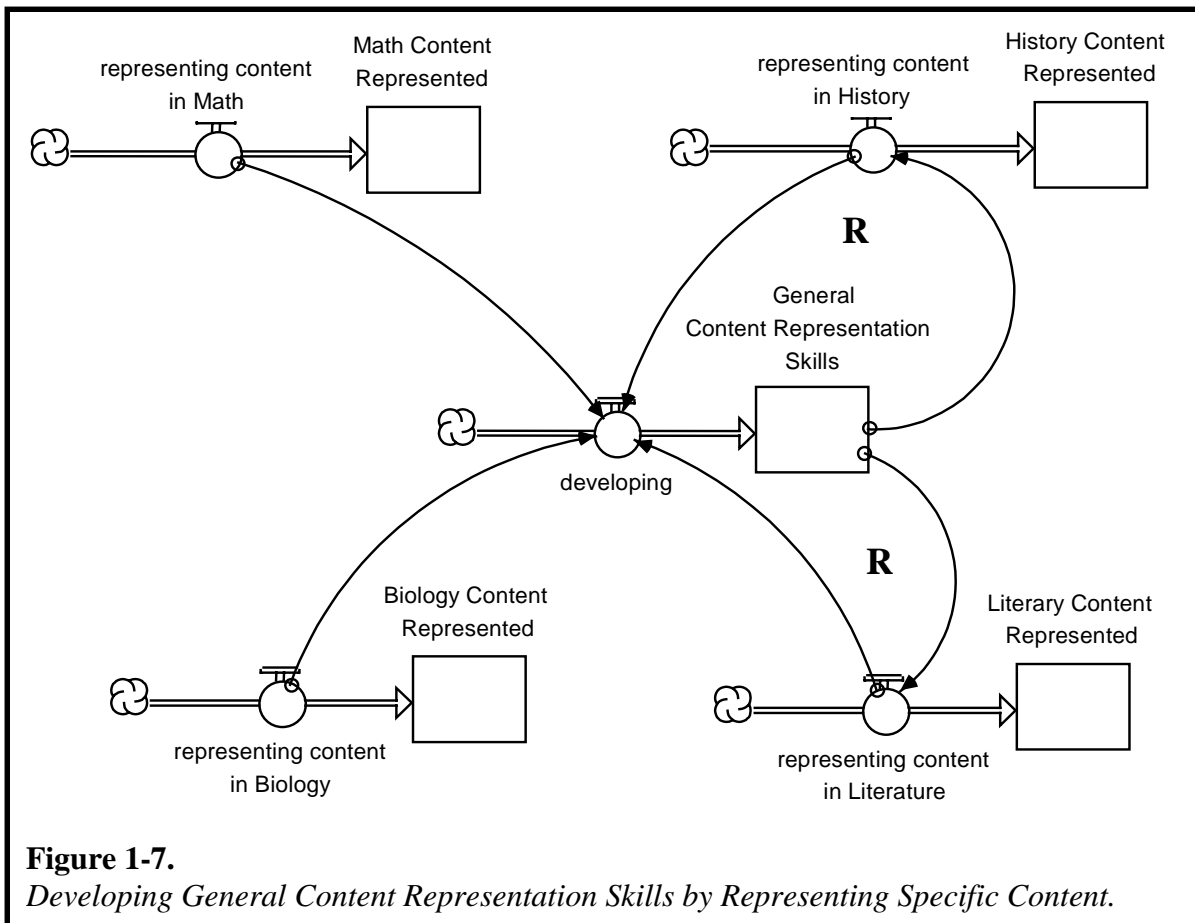 representing content
in Math
Math Content
Represented
representing content
in History
History Content
Represented
R
General
Content Representation
Skills
developing
R
Biology Content
Represented
representing content
in Biology
Literary Content
Represented
representing content
in Literature
Figure 1-7.
Developing General Content Representation Skills by Representing Specific Content.